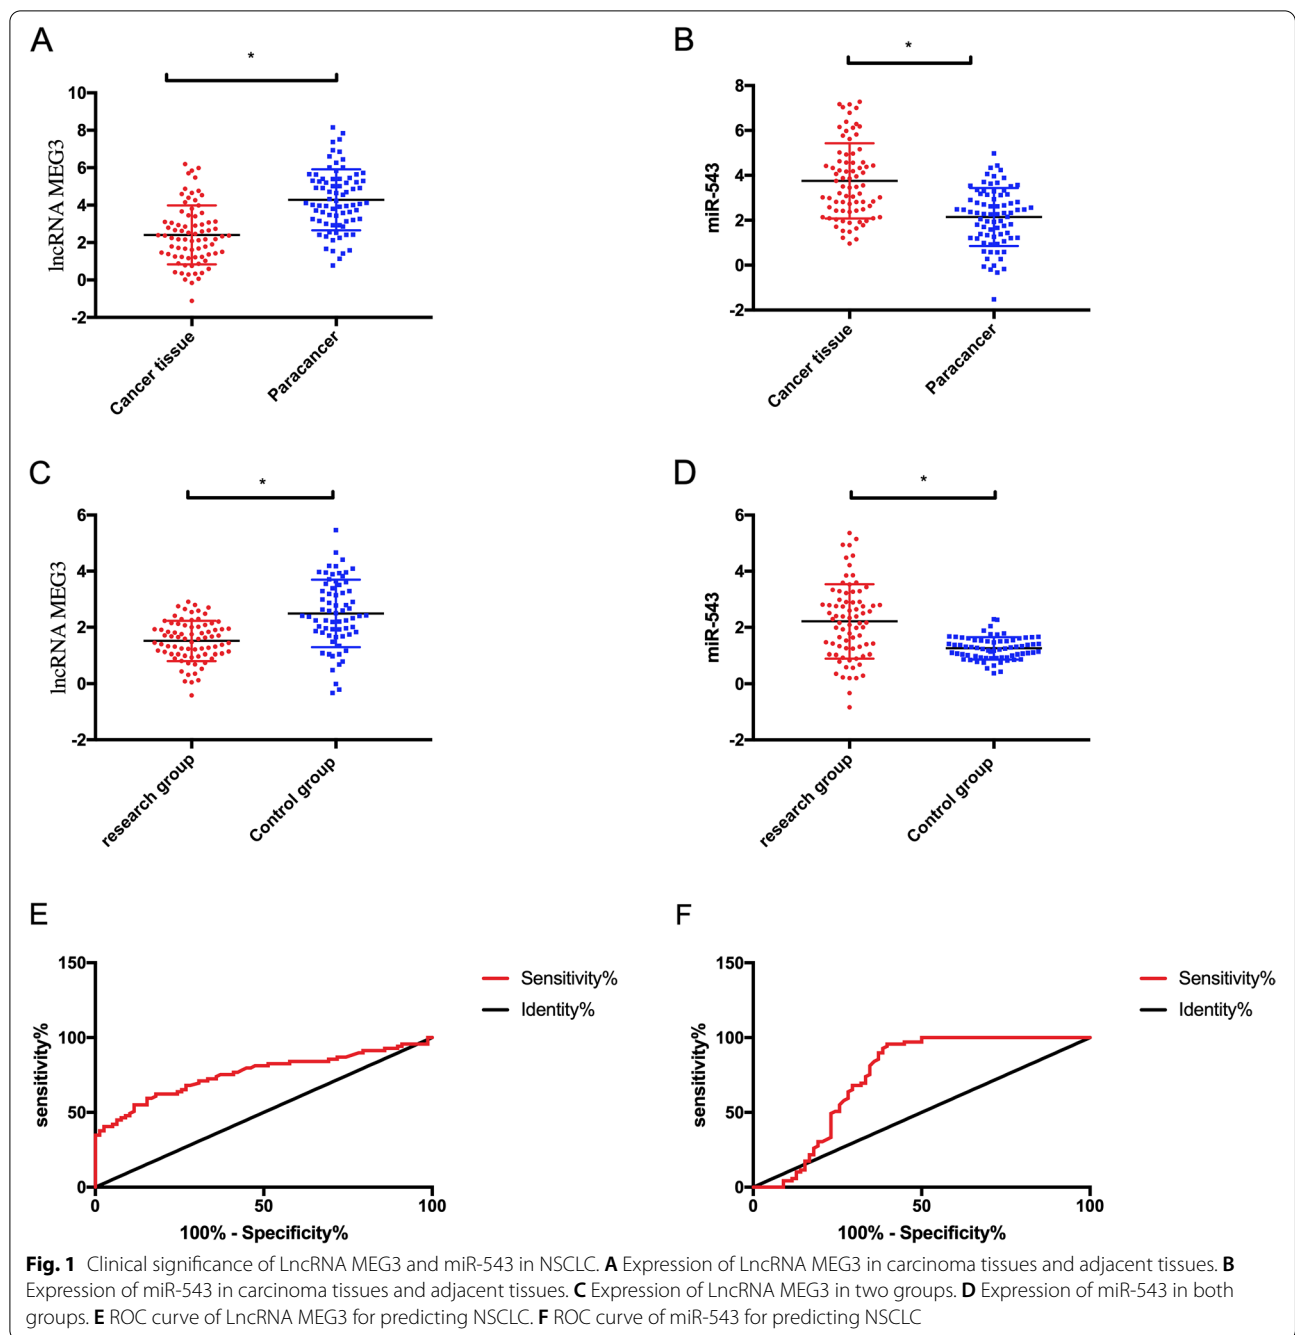 A
*
lncRNA MEG3
10
8
6
4
2
0
-2
Cancer tissue
Paracancer
B
*
miR-543
8
6
4
2
0
-2
Cancer tissue
Paracancer
C
*
lncRNA MEG3
6
4
2
0
-2
research group
Control group
D
*
miR-543
6
4
2
0
-2
research group
Control group
E
sensitivity%
150
100
50
0
0
50
100
100% - Specificity%
Sensitivity%
Identity%
F
sensitivity%
150
100
50
0
0
50
100
100% - Specificity%
Sensitivity%
Identity%
Fig. 1 Clinical significance of LncRNA MEG3 and miR-543 in NSCLC. A Expression of LncRNA MEG3 in carcinoma tissues and adjacent tissues. B
Expression of miR-543 in carcinoma tissues and adjacent tissues. C Expression of LncRNA MEG3 in two groups. D Expression of miR-543 in both
groups. E ROC curve of LncRNA MEG3 for predicting NSCLC. F ROC curve of miR-543 for predicting NSCLC